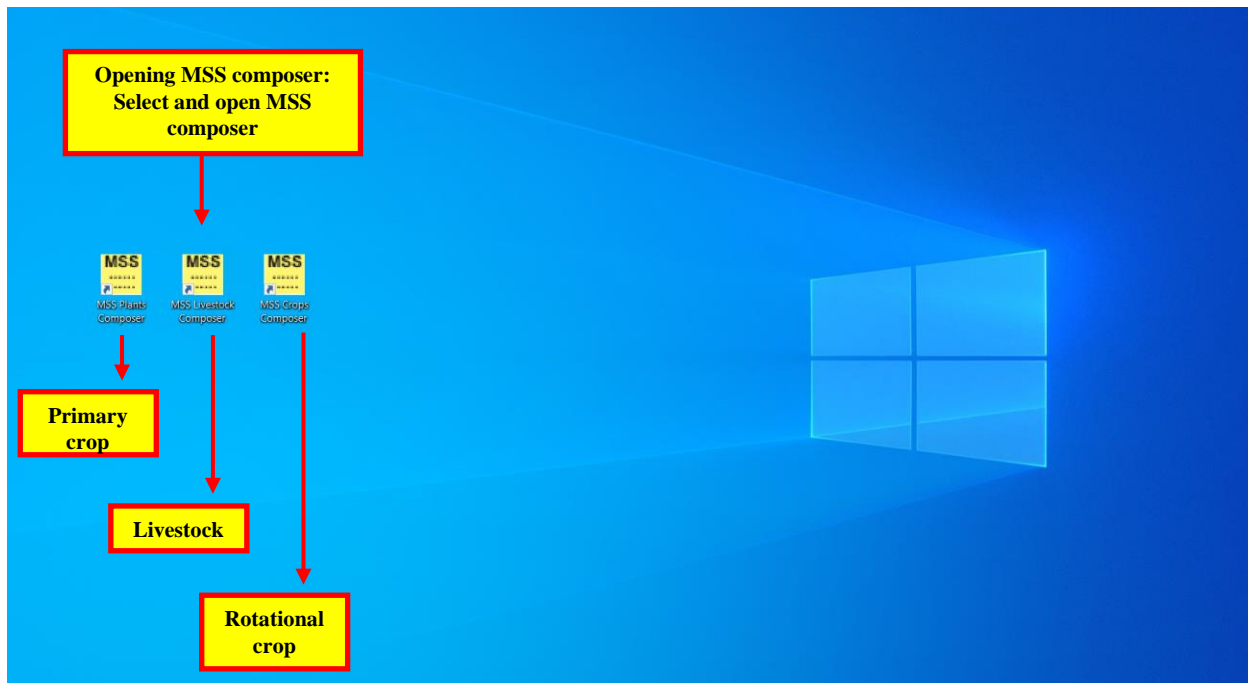 Opening MSS composer:
Select and open MSS
composer
MSS
MSS
MSS
MSS Plants
Composer
MSS Livestock
Composer
MSS Crops
Composer
Primary
crop
Livestock
Rotational
crop